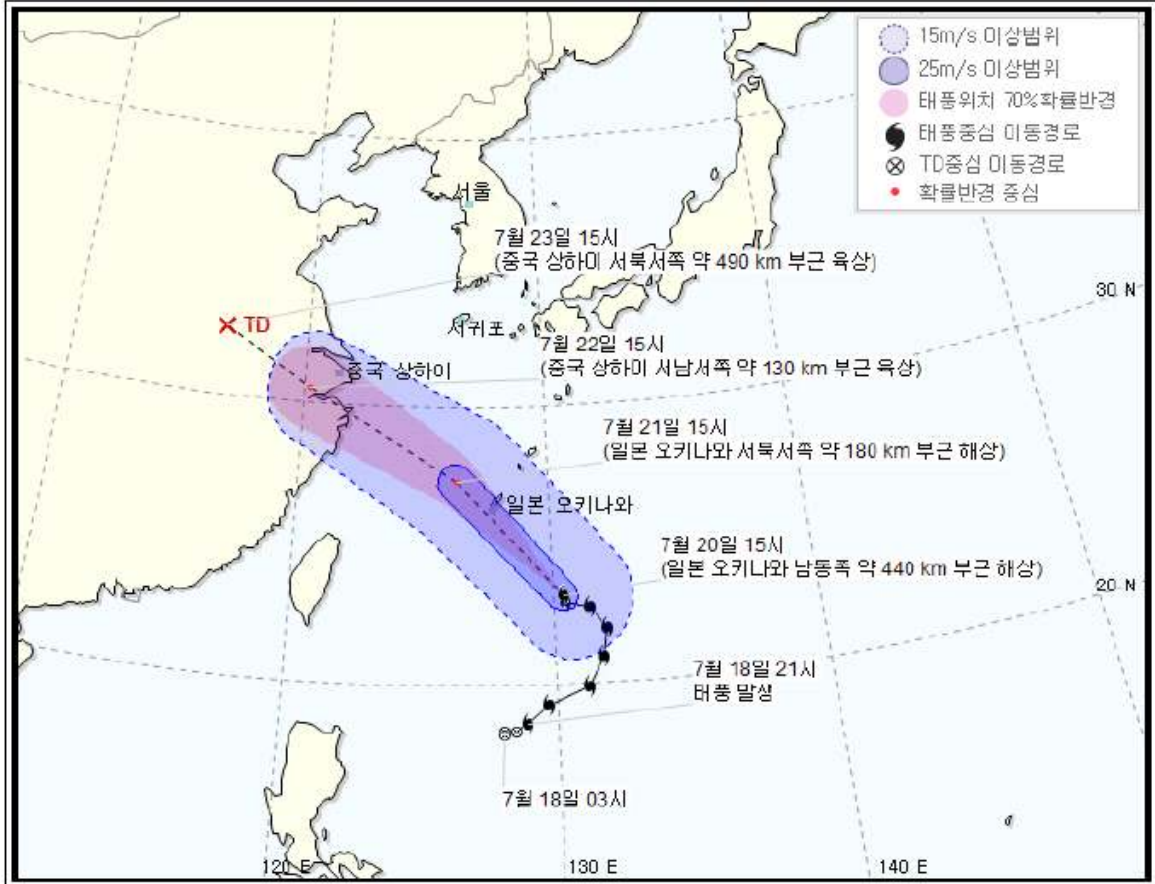 15m/s 이상범위
25m/s 이상범위
태풍위치 70%확률반경
태풍중심 이동경로
TD중심 이동경로
확률반경 중심
서울
7월 23일 15시
(중국 상하이 서북서쪽 약 490 km 부근 육상)
30 N
TD
서귀포
7월 22일 15시
(중국 상하이 서남서쪽 약 130 km 부근 육상)
중국 상하이
7월 21일 15시
(일본 오키나와 서북서쪽 약 180 km 부근 해상)
일본 오키나와
7월 20일 15시
(일본 오키나와 남동쪽 약 440 km 부근 해상)
20 N
7월 18일 21시
태풍 발생
7월 18일 03시
120 E
130 E
140 E